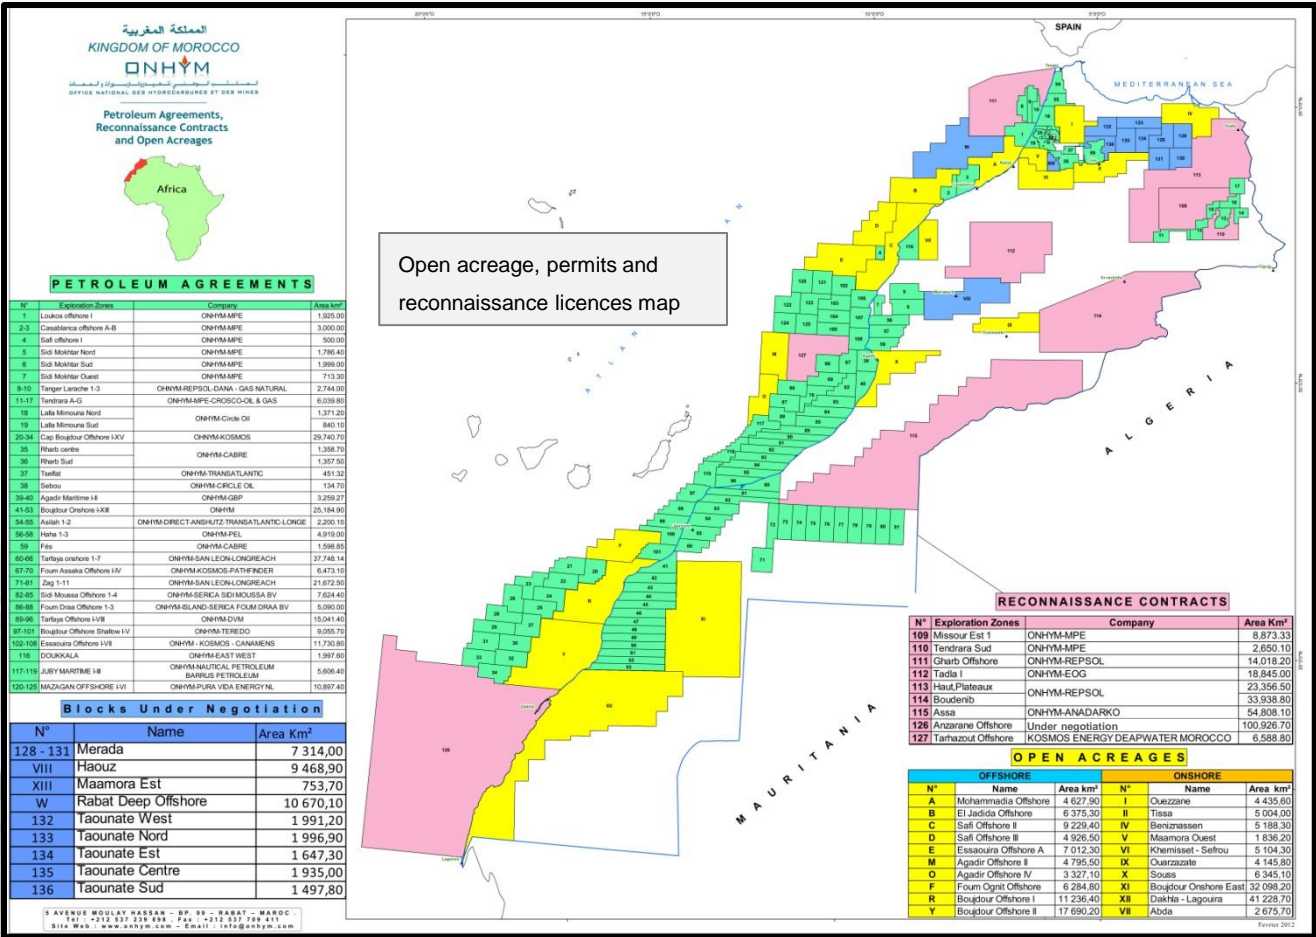 المملكة المغربية
KINGDOM OF MOROCCO
ONHYM
OFFICE NATIONAL DES HYDROCARBURES ET DES MINES
Petroleum Agreements,
Reconnaissance Contracts
and Open Acreages
Africa
PETROLEUM AGREEMENTS
N° Exploration Zones Company Area km²
1 Loukos offshore I ONHYM-MPE 1,925.00
2-3 Casablanca offshore A-B ONHYM-MPE 3,000.00
4 Safi offshore I ONHYM-MPE 500.00
5 Sidi Mokhtar Nord ONHYM-MPE 1,786.40
6 Sidi Mokhtar Sud ONHYM-MPE 1,999.00
7 Sidi Mokhtar Ouest ONHYM-MPE 713.30
8-10 Tanger Larache 1-3 OHNYM-REPSOL-DANA - GAS NATURAL 2,744.00
11-17 Tendrara A-G ONHYM-MPE-CROSCO-OIL & GAS 6,039.80
18 Lalla Mimouna Nord ONHYM-Circle Oil 1,371.20
19 Lalla Mimouna Sud 840.10
20-34 Cap Boujdour Offshore I-XV OHNYM-KOSMOS 29,740.70
35 Rharb centre ONHYM-CABRE 1,358.70
36 Rharb Sud 1,357.50
37 Tselfat ONHYM-TRANSATLANTIC 451.32
38 Sebou ONHYM-CIRCLE OIL 134.70
39-40 Agadir Maritime I-II ONHYM-GBP 3,259.27
41-53 Boujdour Onshore I-XIII ONHYM 25,184.90
54-55 Asilah 1-2 ONHYM-DIRECT-ANSHUTZ-TRANSATLANTIC-LONGE 2,200.10
56-58 Haha 1-3 ONHYM-PEL 4,919.00
59 Fés ONHYM-CABRE 1,598.85
60-66 Tarfaya onshore 1-7 ONHYM-SAN LEON-LONGREACH 37,748.14
67-70 Foum Assaka Offshore I-IV ONHYM-KOSMOS-PATHFINDER 6,473.10
71-81 Zag 1-11 ONHYM-SAN LEON-LONGREACH 21,672.50
82-85 Sidi Moussa Offshore 1-4 ONHYM-SERICA SIDI MOUSSA BV 7,624.40
86-88 Foum Draa Offshore 1-3 ONHYM-ISLAND-SERICA FOUM DRAA BV 5,090.00
89-96 Tarfaya Offshore I-VIII ONHYM-DVM 15,041.40
97-101 Boujdour Offshore Shallow I-V ONHYM-TEREDO 9,055.70
102-108 Essaouira Offshore I-VII ONHYM - KOSMOS - CANAMENS 11,730.80
116 DOUKKALA ONHYM-EAST WEST 1,997.60
117-119 JUBY MARITIME I-III ONHYM-NAUTICAL PETROLEUM BARRUS PETROLEUM 5,606.40
120-125 MAZAGAN OFFSHORE I-VI ONHYM-PURA VIDA ENERGY NL 10,897.40
Blocks Under Negotiation
N° Name Area Km²
128 - 131 Merada 7 314,00
VIII Haouz 9 468,90
XIII Maamora Est 753,70
W Rabat Deep Offshore 10 670,10
132 Taounate West 1 991,20
133 Taounate Nord 1 996,90
134 Taounate Est 1 647,30
135 Taounate Centre 1 935,00
136 Taounate Sud 1 497,80
5 AVENUE MOULAY HASSAN – BP. 99 – RABAT – MAROC .
Tel : +212 537 239 898 . Fax : +212 537 709 411
Site Web : www.onhym.com – Email : info@onhym.com
Open acreage, permits and
reconnaissance licences map
SPAIN
MEDITERRANEAN SEA
ATLAN
AN
ALGERIA
MAURITANIA
RECONNAISSANCE CONTRACTS
N° Exploration Zones Company Area Km²
109 Missour Est 1 ONHYM-MPE 8,873.33
110 Tendrara Sud ONHYM-MPE 2,650.10
111 Gharb Offshore ONHYM-REPSOL 14,018.20
112 Tadla I ONHYM-EOG 18,845.00
113 Haut,Plateaux ONHYM-REPSOL 23,356.50
114 Boudenib 33,938.80
115 Assa ONHYM-ANADARKO 54,808.10
126 Anzarane Offshore Under negotiation 100,926.70
127 Tarhazout Offshore KOSMOS ENERGY DEAPWATER MOROCCO 6,588.80
OPEN ACREAGES
OFFSHORE ONSHORE
N° Name Area km² N° Name Area km²
A Mohammadia Offshore 4 627,90 I Ouezzane 4 435,60
B El Jadida Offshore 6 375,30 II Tissa 5 004,00
C Safi Offshore II 9 229,40 IV Beniznassen 5 188,30
D Safi Offshore III 4 926,50 V Maamora Ouest 1 836,20
E Essaouira Offshore A 7 012,30 VI Khemisset - Sefrou 5 104,30
M Agadir Offshore II 4 795,50 IX Ouarzazate 4 145,80
O Agadir Offshore IV 3 327,10 X Souss 6 345,10
F Foum Ognit Offshore 6 284,80 XI Boujdour Onshore East 32 098,20
R Boujdour Offshore I 11 236,40 XII Dakhla - Lagouira 41 228,70
Y Boujdour Offshore II 17 690,20 VII Abda 2 675,70
Fevrier 2012